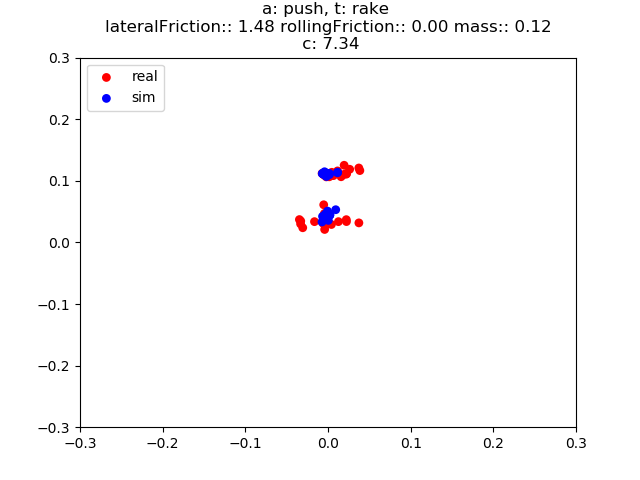 a: push, t: rake
lateralFriction:: 1.48 rollingFriction:: 0.00 mass:: 0.12
c: 7.34
real
sim
0.3
0.2
0.1
0.0
−0.1
−0.2
−0.3
−0.3 −0.2 −0.1 0.0 0.1 0.2 0.3